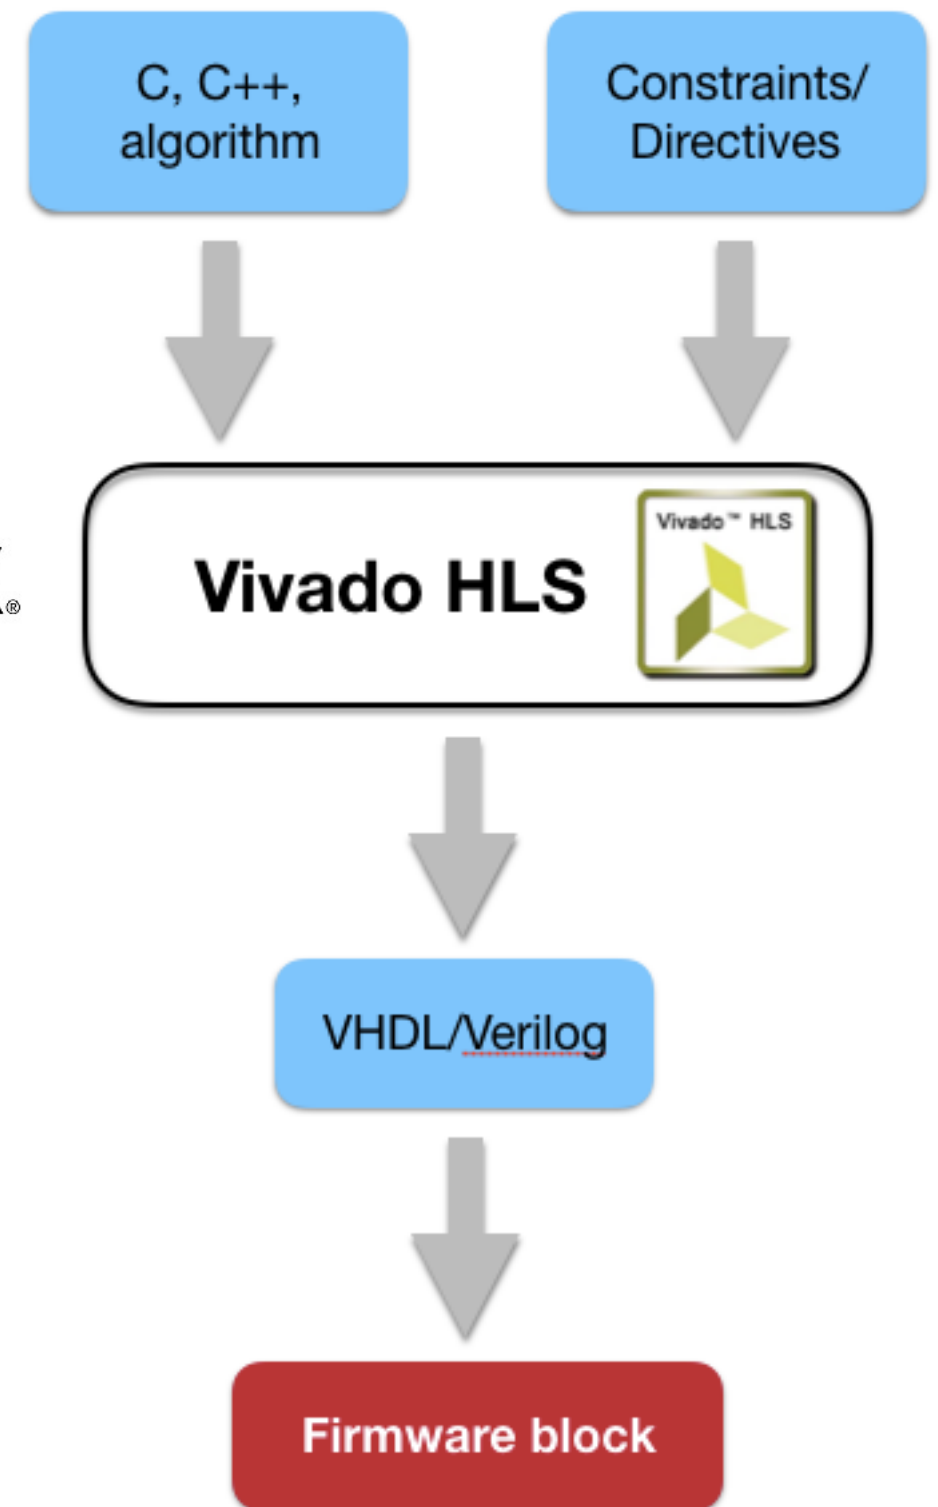 C, C++,
algorithm
Constraints/
Directives
Vivado HLS
Vivado™ HLS
®
VHDL/Verilog
Firmware block